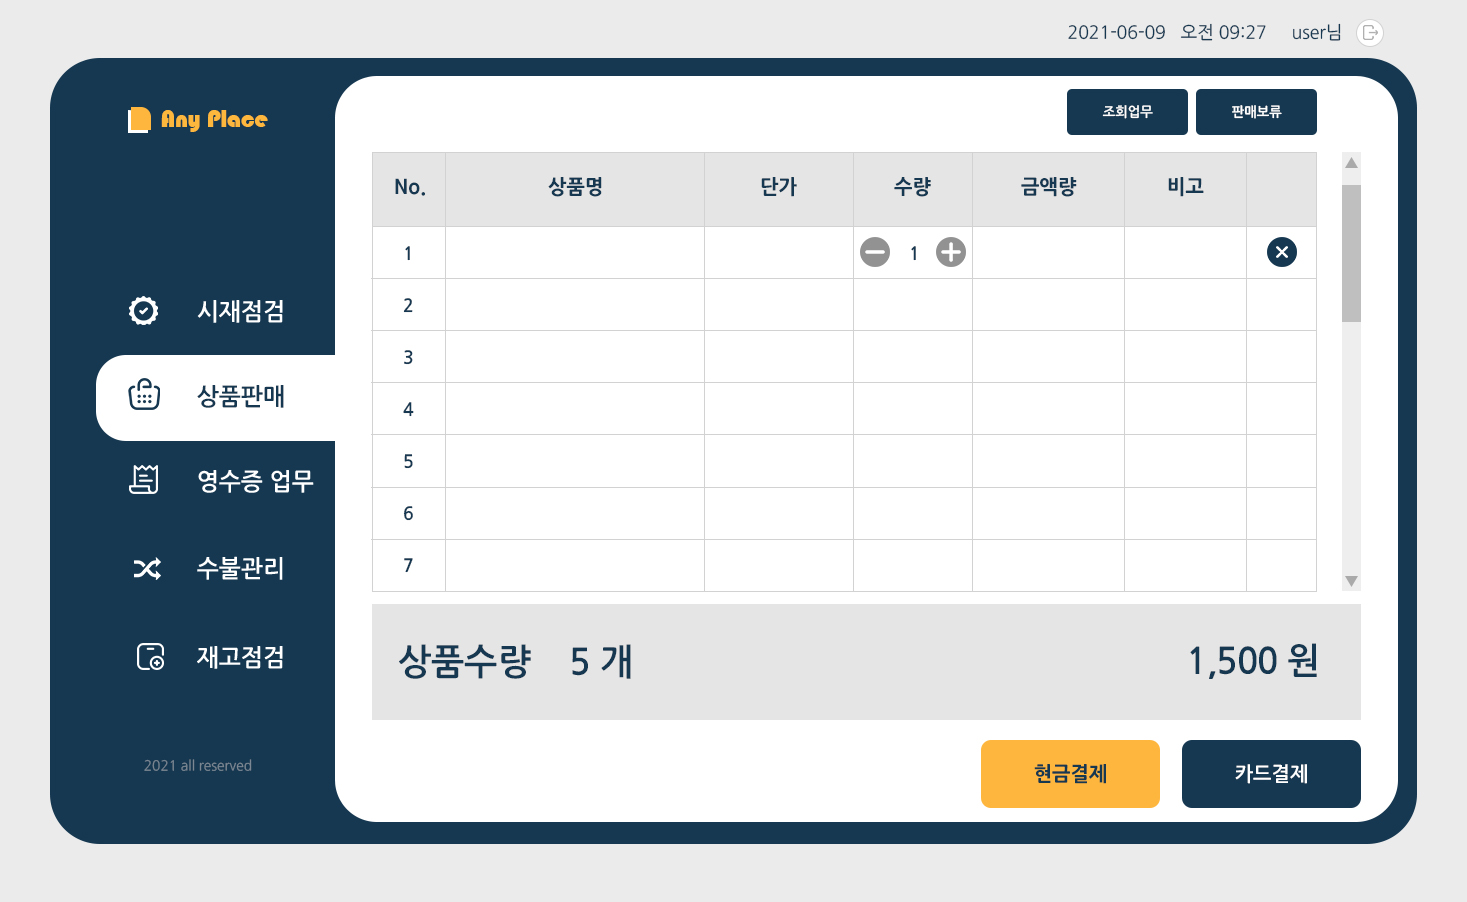 2021-06-09 오전 09:27 user님
Any Place
조회업무 판매보류
No. 상품명 단가 수량 금액량 비고
1 1
2
3
4
5
6
7
시재점검
상품판매
영수증 업무
수불관리
재고점검
2021 all reserved
상품수량 5 개 1,500 원
현금결제 카드결제